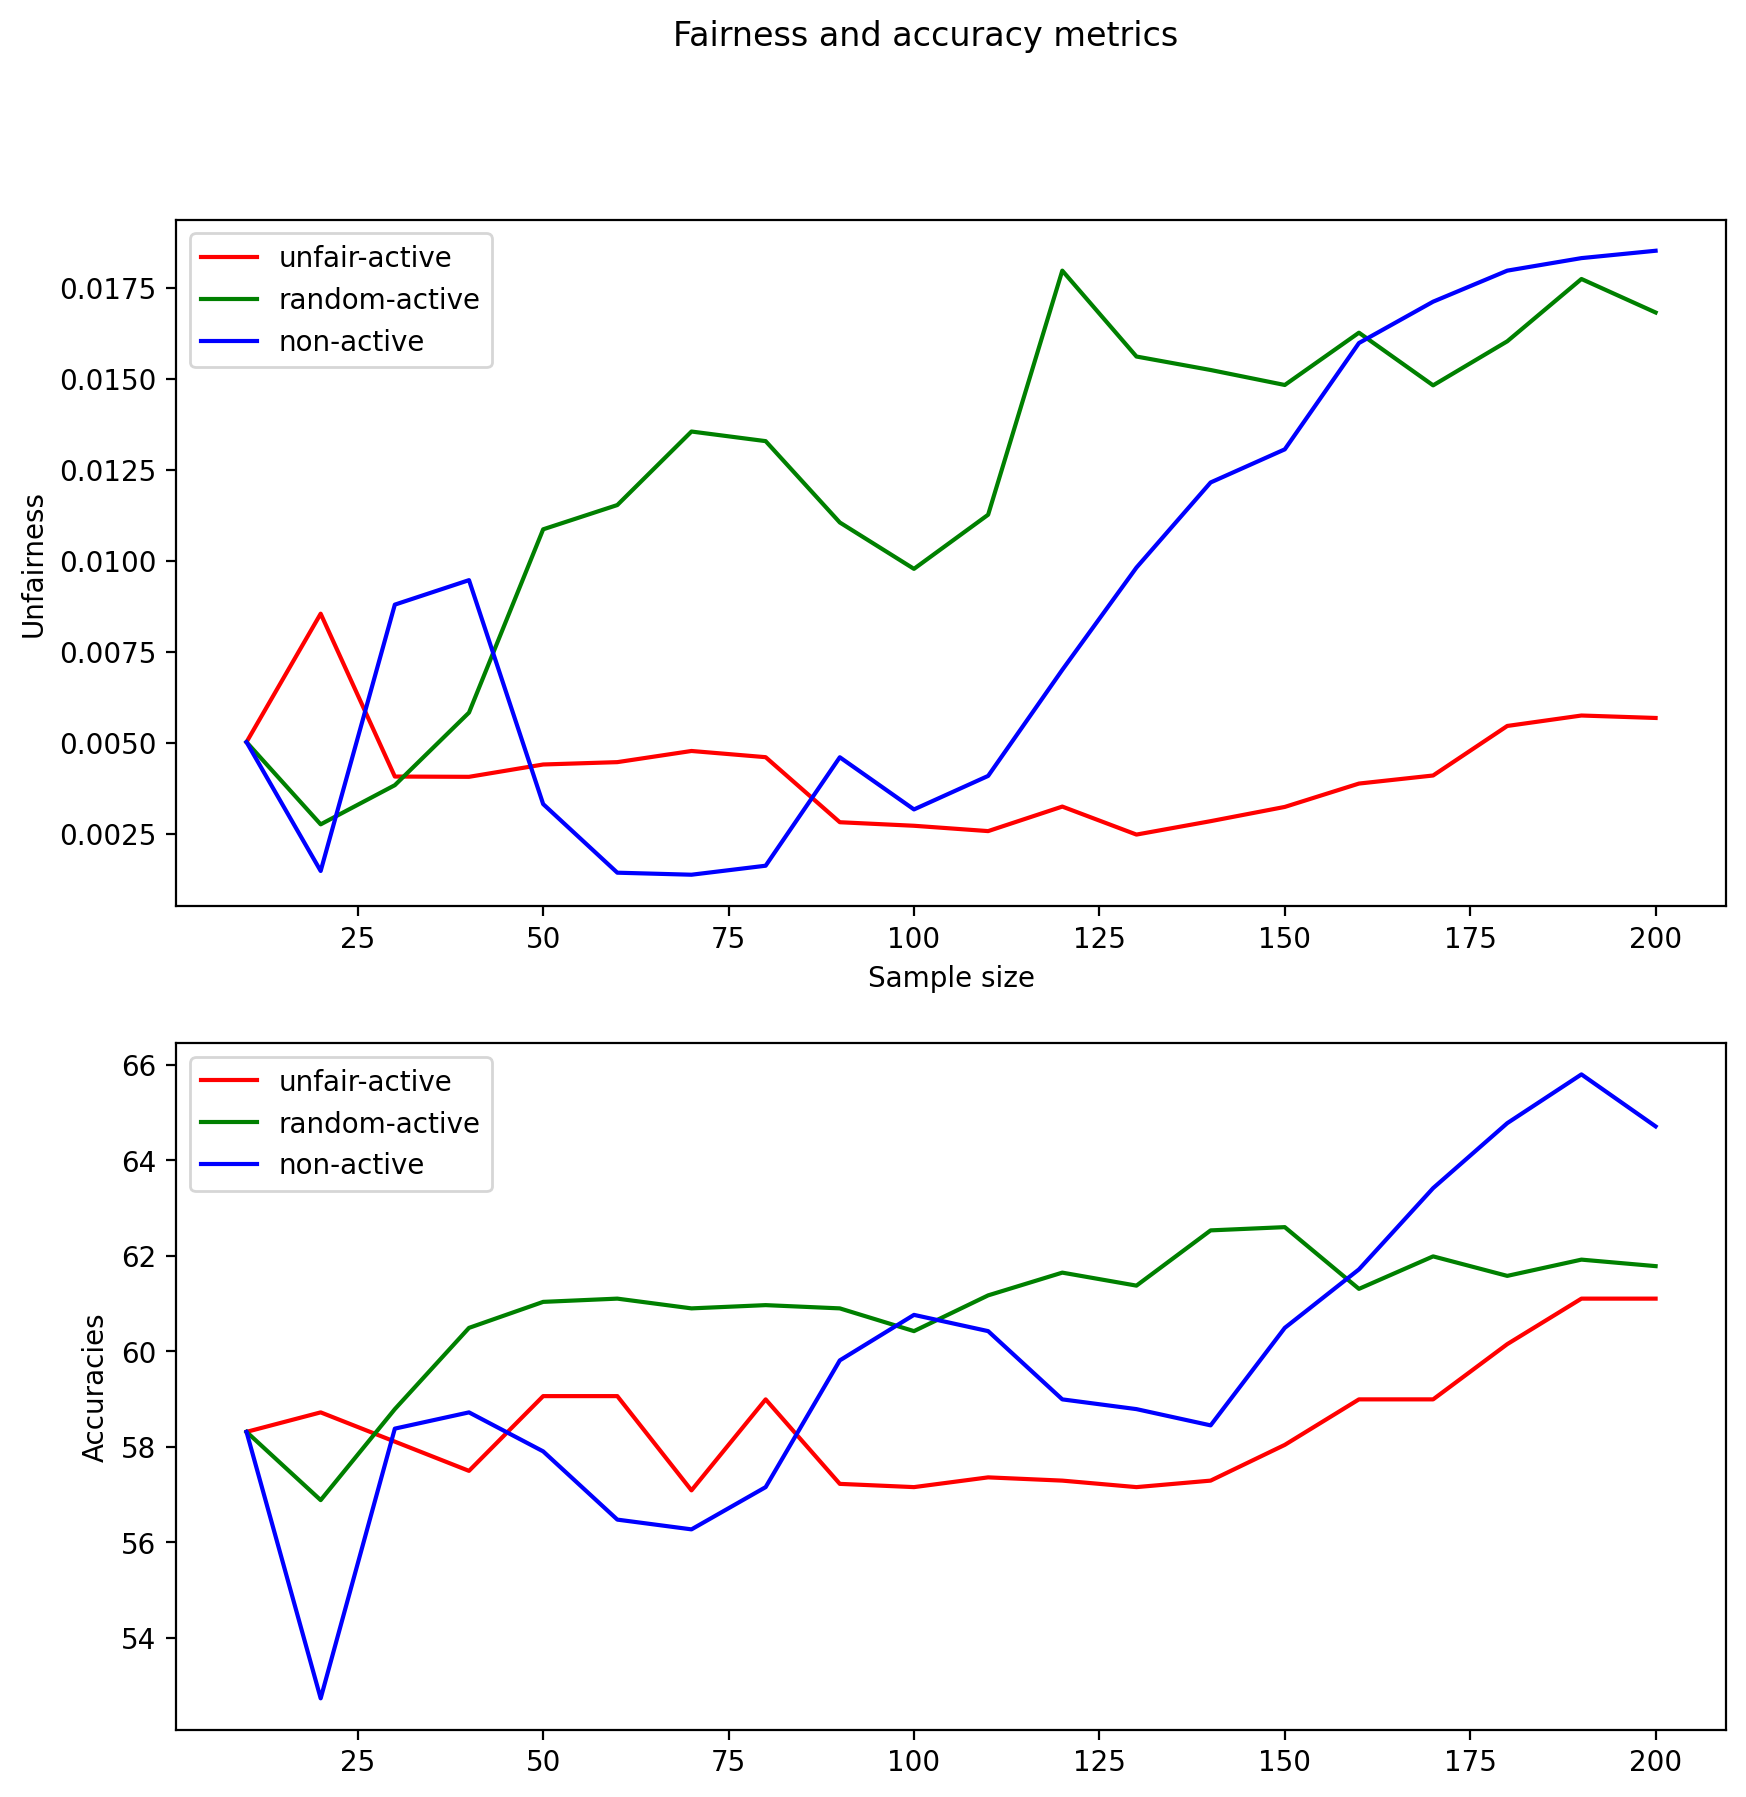 Fairness and accuracy metrics
unfair-active
random-active
non-active
0.0175
0.0150
0.0125
0.0100
0.0075
0.0050
0.0025
Unfairness
25 50 75 100 125 150 175 200
Sample size
unfair-active
random-active
non-active
66
64
62
60
58
56
54
Accuracies
25 50 75 100 125 150 175 200